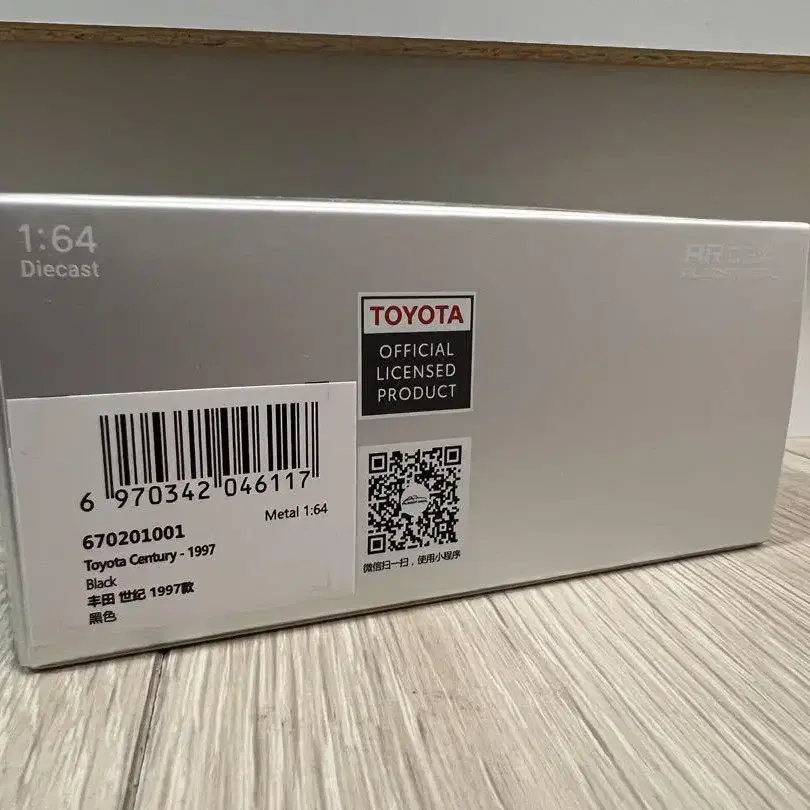 1:64
Diecast
TOYOTA
OFFICIAL
LICENSED
PRODUCT
6 970342 046117
Metal 1:64
670201001
Toyota Century - 1997
Black
丰田 世纪 1997款
黑色
微信扫一扫，使用小程序